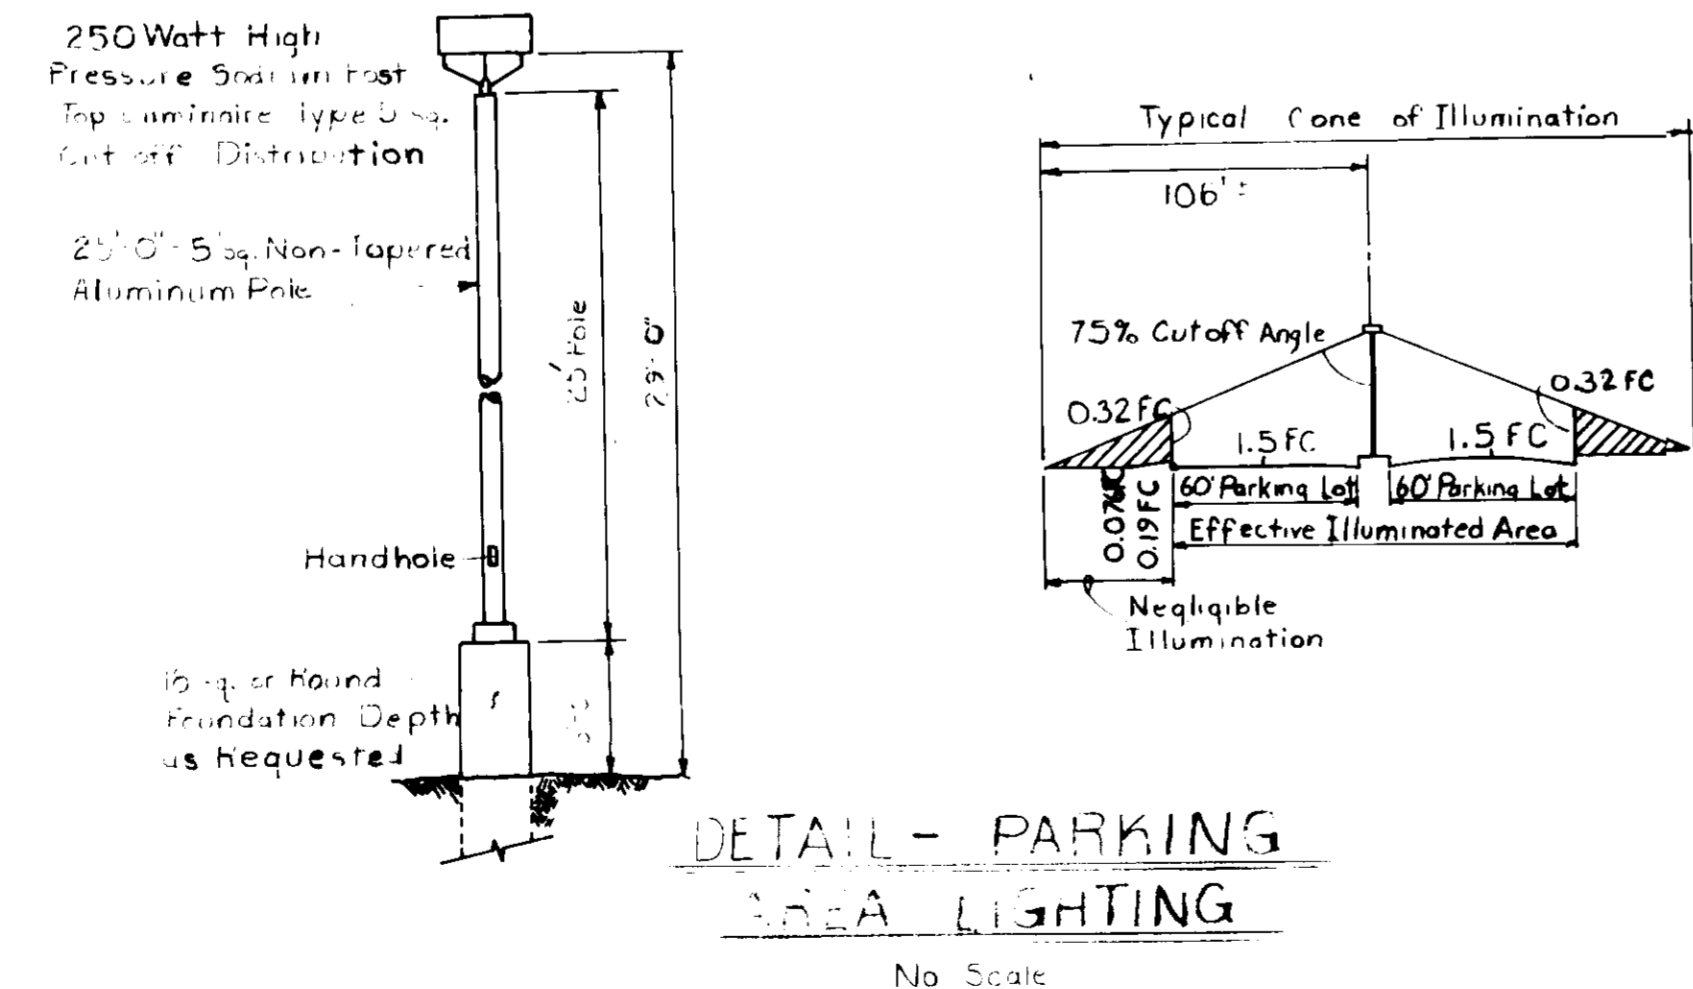 250 Watt High
Pressure Sodium Post
Top Luminaire Type 5 sq.
Cut off Distribution
25'-0"- 5" sq. Non-Tapered
Aluminum Pole
25' Pole
29'-0"
Handhole
sq. or Round
Foundation Depth
as Requested
Typical Cone of Illumination
106' ±
75% Cutoff Angle
0.32 FC
0.32 FC
1.5 FC
1.5 FC
60' Parking Lot
60' Parking Lot
0.19 FC
Effective Illuminated Area
Negligible
Illumination
DETAIL - PARKING
AREA LIGHTING
No Scale